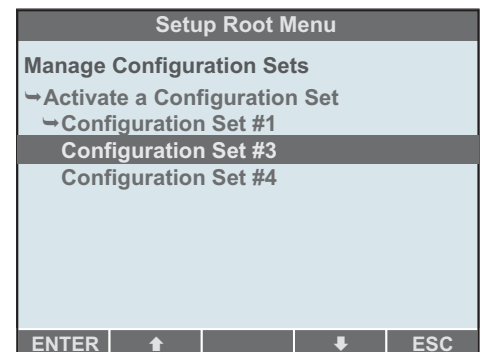 Setup Root Menu
Manage Configuration Sets
➥Activate a Configuration Set
➥Configuration Set #1
Configuration Set #3
Configuration Set #4
ENTER ⬆ ⬇ ESC